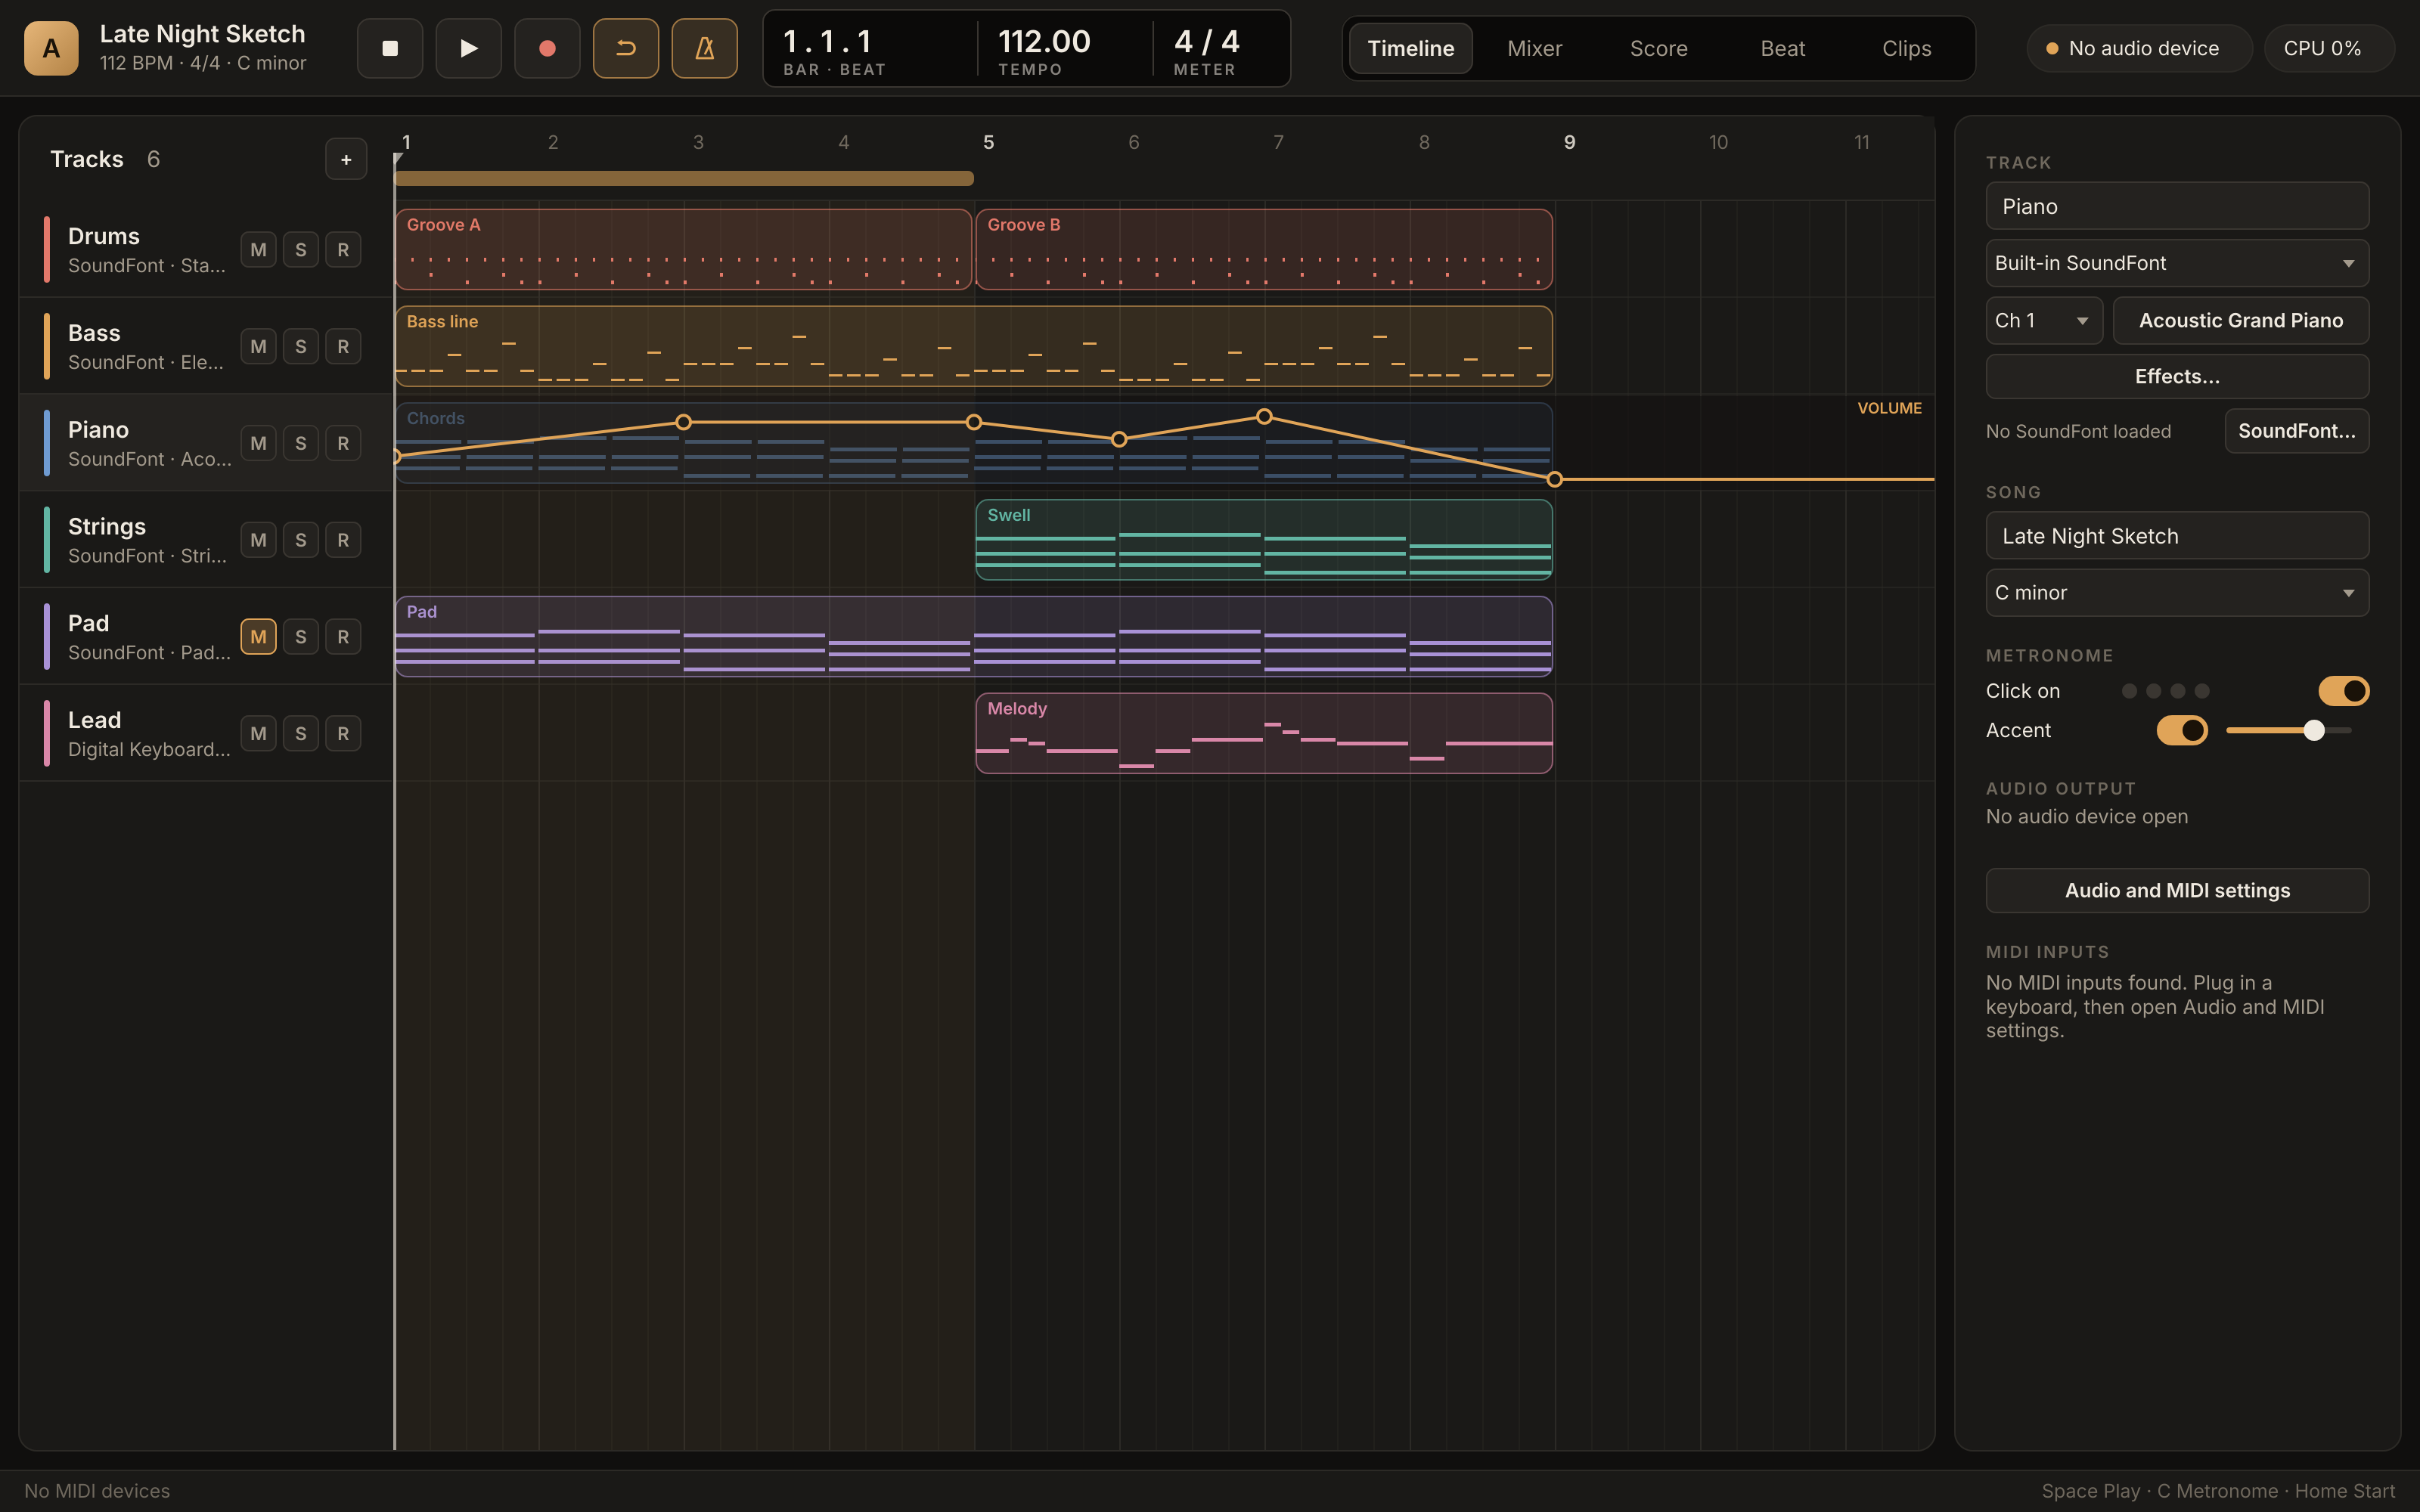 A
Late Night Sketch
112 BPM · 4/4 · C minor
1 . 1 . 1
BAR · BEAT
112.00
TEMPO
4 / 4
METER
Timeline
Mixer
Score
Beat
Clips
No audio device
CPU 0%
Tracks 6
+
1 2 3 4 5 6 7 8 9 10 11
Drums
SoundFont · Sta...
M S R
Groove A
Groove B
Bass
SoundFont · Ele...
M S R
Bass line
Piano
SoundFont · Aco...
M S R
Chords
VOLUME
Strings
SoundFont · Stri...
M S R
Swell
Pad
SoundFont · Pad...
M S R
Pad
Lead
Digital Keyboard...
M S R
Melody
TRACK
Piano
Built-in SoundFont
Ch 1
Acoustic Grand Piano
Effects...
No SoundFont loaded
SoundFont...
SONG
Late Night Sketch
C minor
METRONOME
Click on
Accent
AUDIO OUTPUT
No audio device open
Audio and MIDI settings
MIDI INPUTS
No MIDI inputs found. Plug in a
keyboard, then open Audio and MIDI
settings.
No MIDI devices
Space Play · C Metronome · Home Start